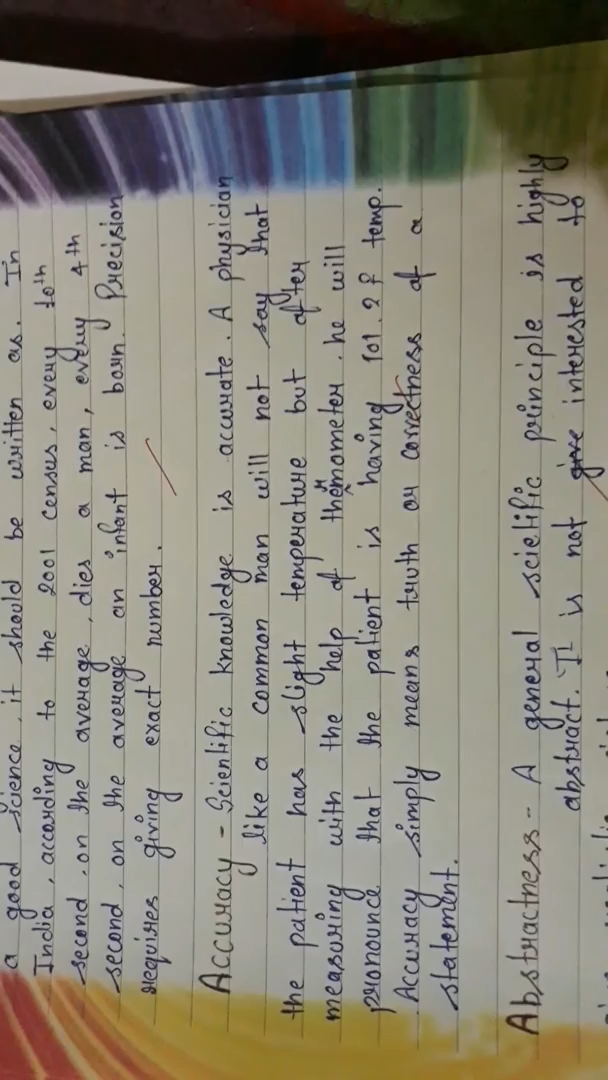 a good science, it should be written as. In
India, according to the 2001 census, every 10th
second, on the average, dies a man, every 4th
second, on the average an infant is born. Precision
requires giving exact number.
Accuracy - Scientific knowledge is accurate. A physician
like a common man will not say that
the patient has slight temperature but after
measuring with the help of thermometer, he will
pronounce that the patient is having 101.2 F temp.
Accuracy simply means truth or correctness of a
statement.
Abstractness - A general scietific principle is highly
abstract. It is not give interested to